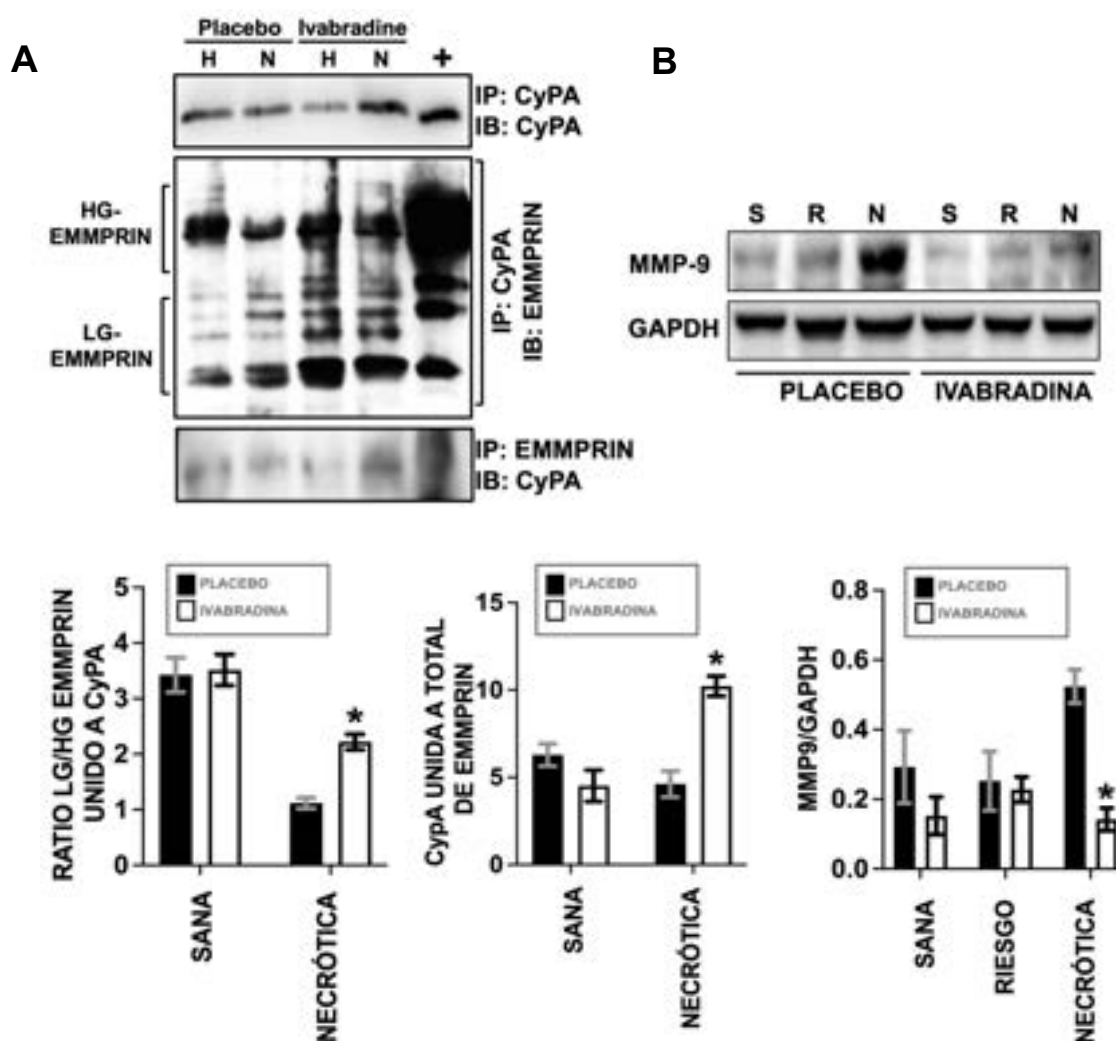 A
Placebo Ivabradine
H N H N +
IP: CyPA
IB: CyPA
HG-
EMMPRIN
LG-
EMMPRIN
IP: CyPA
IB: EMMPRIN
IP: EMMPRIN
IB: CyPA
B
S R N S R N
MMP-9
GAPDH
PLACEBO IVABRADINA
RATIO LG/HG EMMPRIN
UNIDO A CyPA
5
4
3
2
1
0
PLACEBO
IVABRADINA
*
SANA
NECRÓTICA
CypA UNIDA A TOTAL
DE EMMPRIN
15
10
5
0
PLACEBO
IVABRADINA
*
SANA
NECRÓTICA
MMP9/GAPDH
0.8
0.6
0.4
0.2
0.0
PLACEBO
IVABRADINA
*
SANA
RIESGO
NECRÓTICA